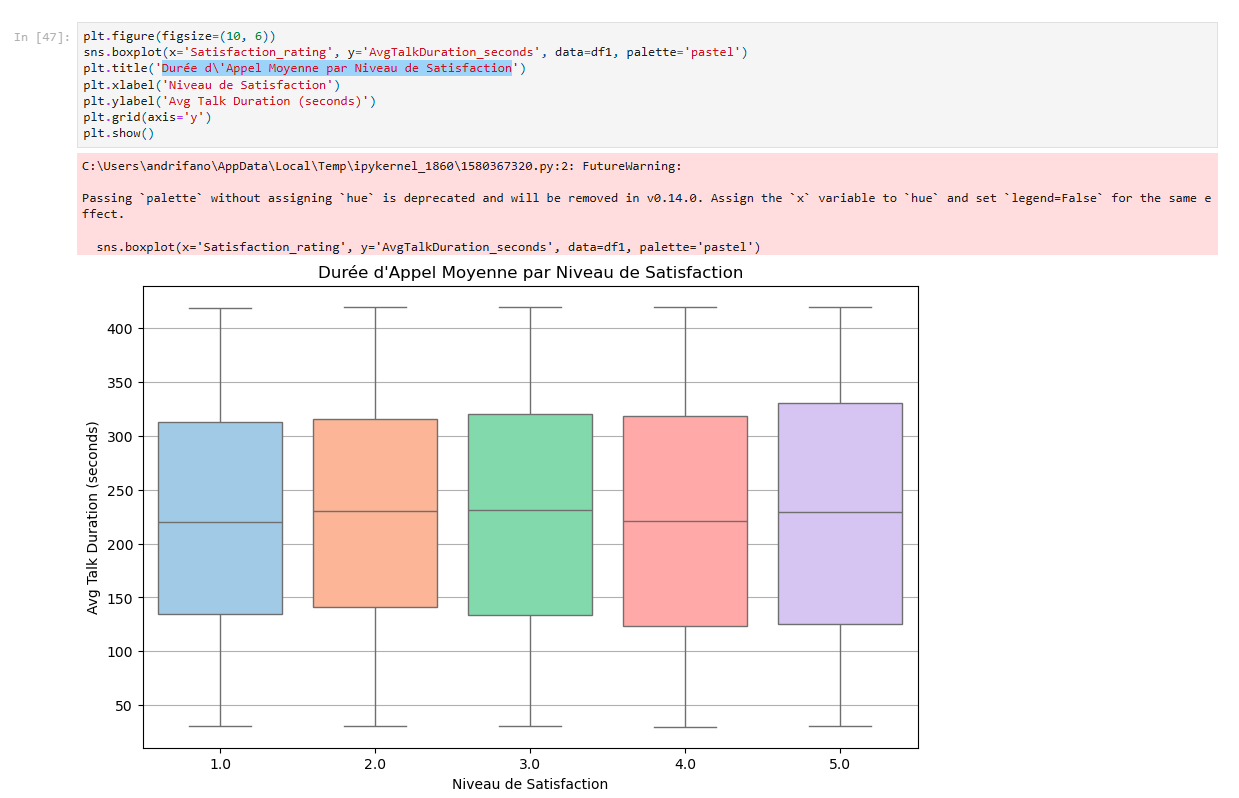 In [47]:
plt.figure(figsize=(10, 6))
sns.boxplot(x='Satisfaction_rating', y='AvgTalkDuration_seconds', data=df1, palette='pastel')
plt.title('Durée d\'Appel Moyenne par Niveau de Satisfaction')
plt.xlabel('Niveau de Satisfaction')
plt.ylabel('Avg Talk Duration (seconds)')
plt.grid(axis='y')
plt.show()
C:\Users\andrifano\AppData\Local\Temp\ipykernel_1860\1580367320.py:2: FutureWarning:
Passing `palette` without assigning `hue` is deprecated and will be removed in v0.14.0. Assign the `x` variable to `hue` and set `legend=False` for the same e
ffect.
sns.boxplot(x='Satisfaction_rating', y='AvgTalkDuration_seconds', data=df1, palette='pastel')
Durée d'Appel Moyenne par Niveau de Satisfaction
Avg Talk Duration (seconds)
400
350
300
250
200
150
100
50
1.0 2.0 3.0 4.0 5.0
Niveau de Satisfaction